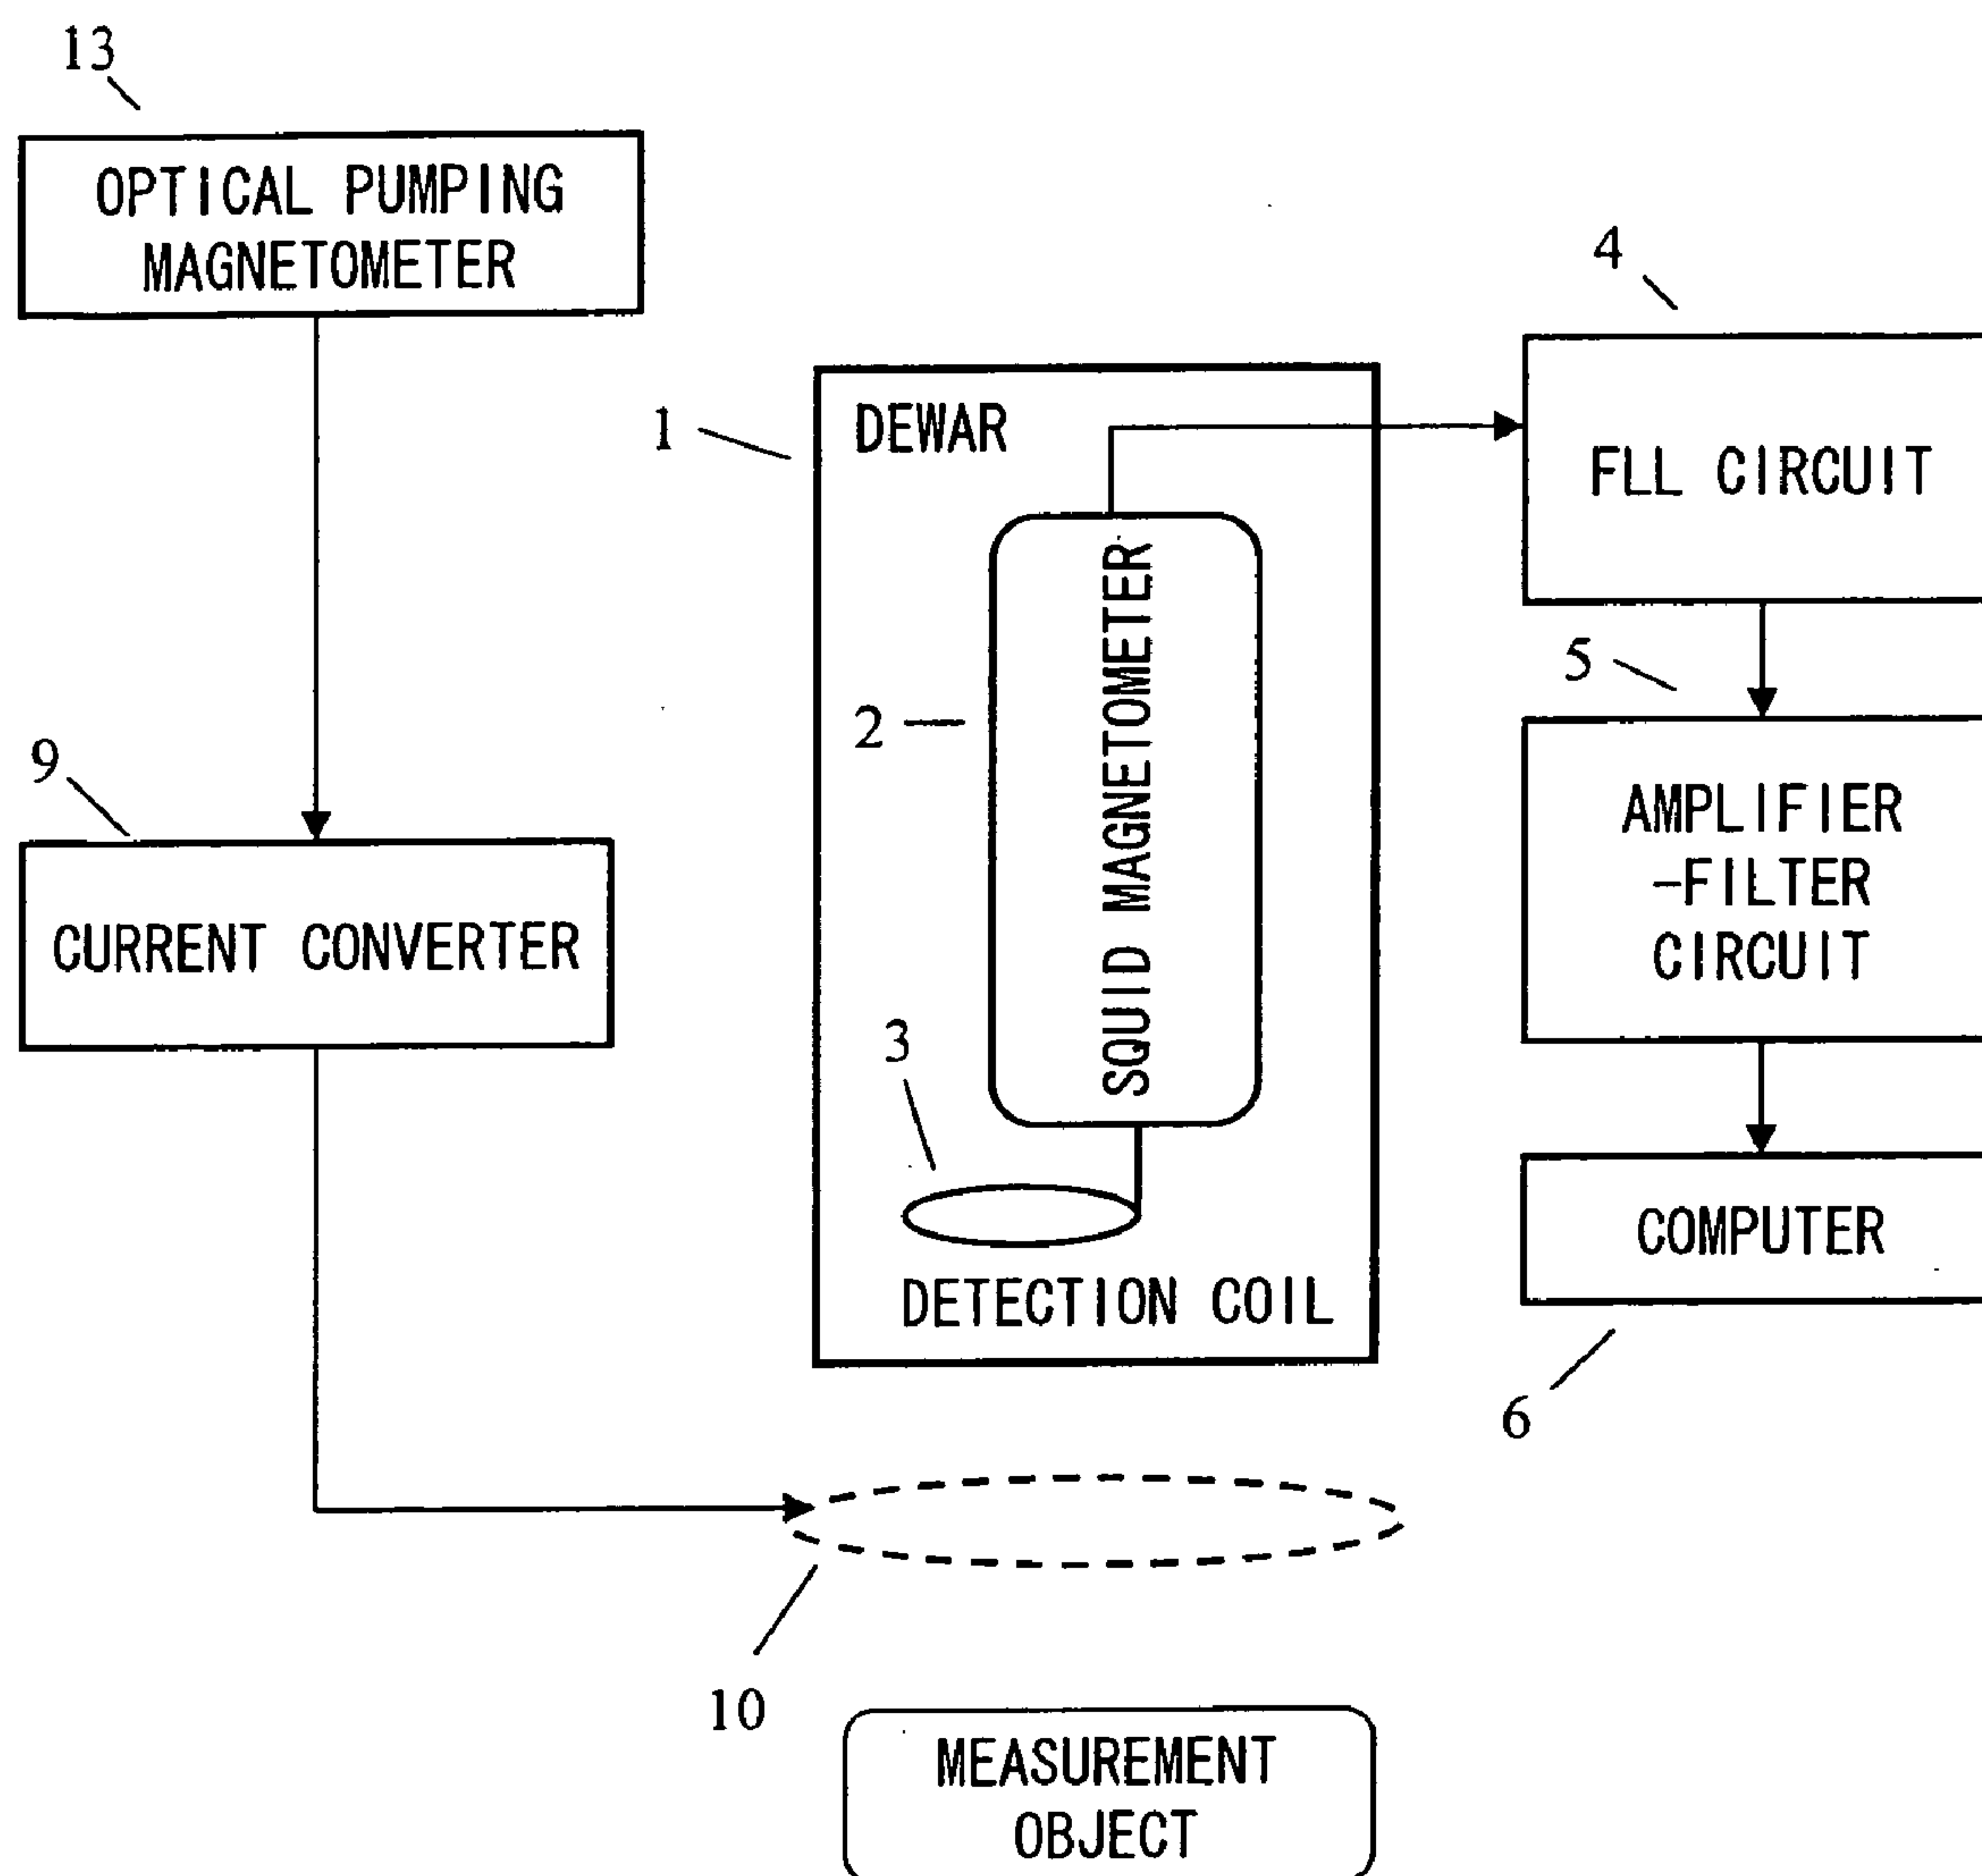 13
OPTICAL PUMPING
MAGNETOMETER
4
1
DEWAR
FLL CIRCUIT
5
2
SQUID MAGNETOMETER
9
AMPLIFIER
-FILTER
CIRCUIT
CURRENT CONVERTER
3
COMPUTER
DETECTION COIL
6
10
MEASUREMENT
OBJECT